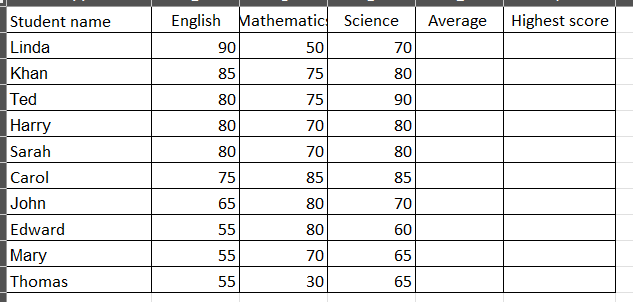 Student name English Mathematics Science Average Highest score
Linda 90 50 70
Khan 85 75 80
Ted 80 75 90
Harry 80 70 80
Sarah 80 70 80
Carol 75 85 85
John 65 80 70
Edward 55 80 60
Mary 55 70 65
Thomas 55 30 65